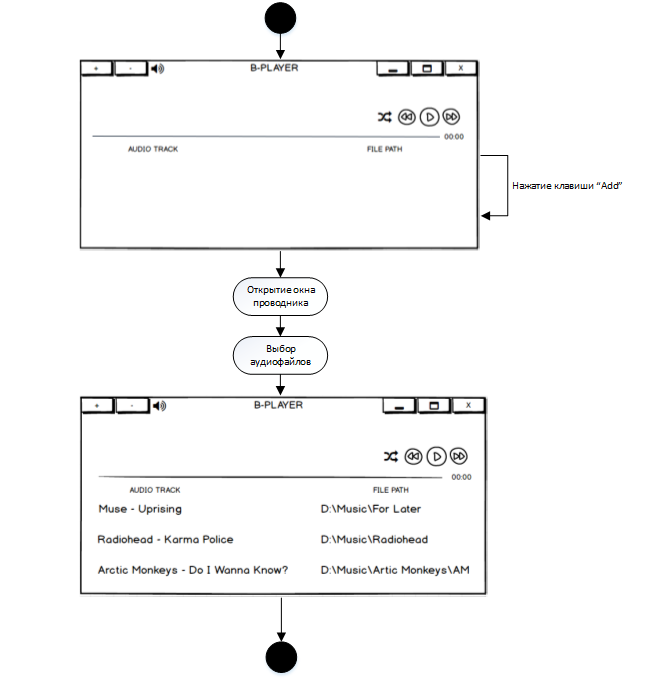 + - B-PLAYER X
00:00
AUDIO TRACK FILE PATH
Нажатие клавиши “Add”
Открытие окна
проводника
Выбор
аудиофайлов
+ - B-PLAYER X
00:00
AUDIO TRACK FILE PATH
Muse - Uprising D:\Music\For Later
Radiohead - Karma Police D:\Music\Radiohead
Arctic Monkeys - Do I Wanna Know? D:\Music\Artic Monkeys\AM